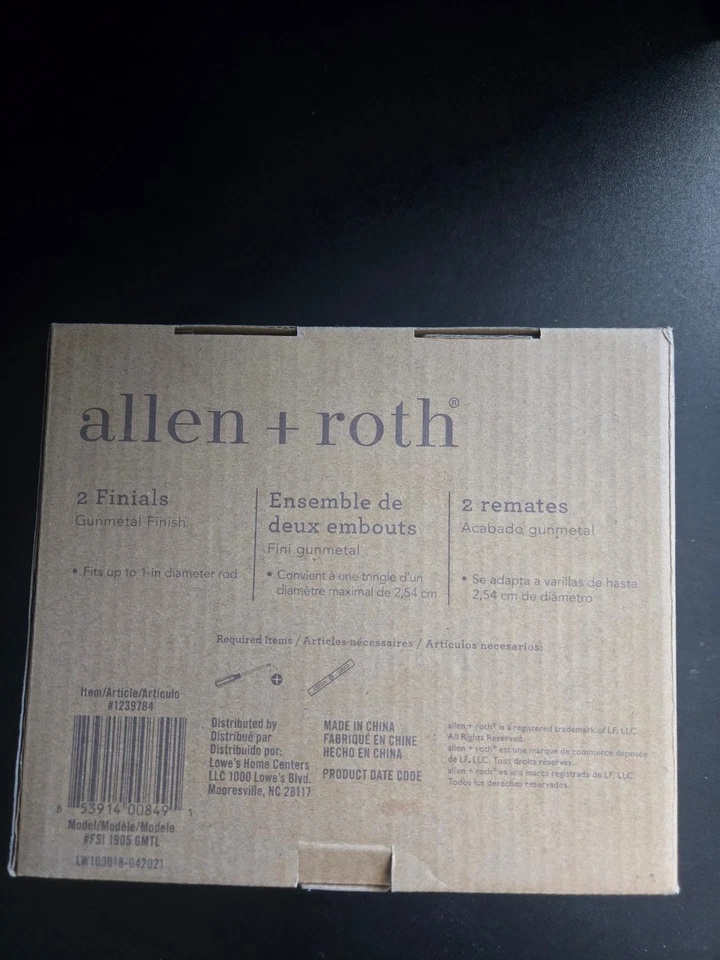 allen + roth®
2 Finials
Gunmetal Finish
• Fits up to 1-in diameter rod
Ensemble de
deux embouts
Fini gunmetal
• Convient à une tringle d'un
diamètre maximal de 2,54 cm
2 remates
Acabado gunmetal
• Se adapta a varillas de hasta
2,54 cm de diámetro
Required Items / Articles nécessaires / Artículos necesarios:
Item/Article/Artículo
#1239784
8 53914 00849 1
Model/Modèle/Modelo
#FSI 1905 GMTL
LW100818-042021
Distributed by
Distribué par
Distribuido por:
Lowe's Home Centers
LLC 1000 Lowe's Blvd.
Mooresville, NC 28117
MADE IN CHINA
FABRIQUÉ EN CHINE
HECHO EN CHINA
PRODUCT DATE CODE
allen + roth® is a registered trademark of LF, LLC.
All Rights Reserved.
allen + roth® est une marque de commerce déposée
de LF, LLC. Tous droits réservés.
allen + roth® es una marca registrada de LF, LLC.
Todos los derechos reservados.